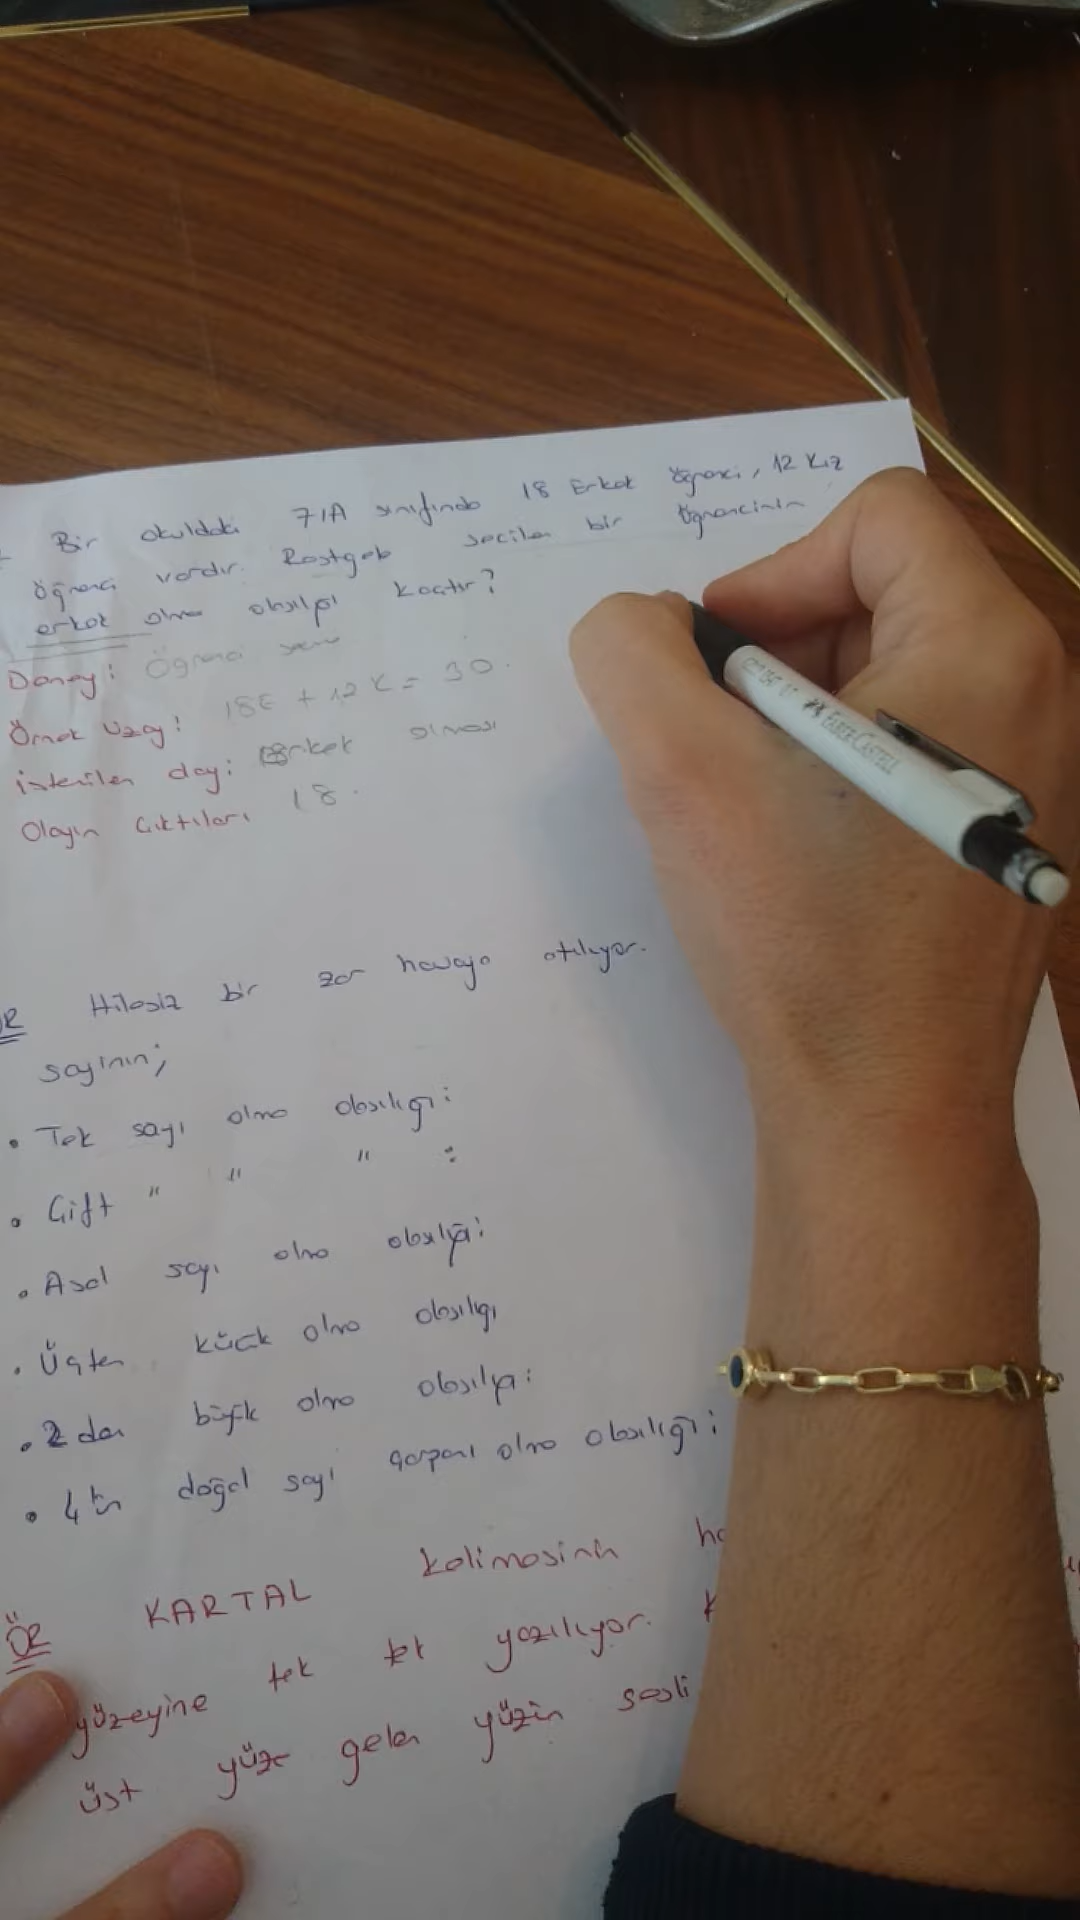 Bir okuldaki 7/A sınıfında 18 Erkek öğrenci, 12 Kız
öğrenci vardır. Rastgele seçilen bir öğrencinin
erkek olma olasılığı kaçtır?
Deney: Öğrenci seçme
Örnek Uzay: 18E + 12K = 30.
istenilen olay: Erkek olması
Olayın Çıktıları 18.
ÖR Hilesiz bir zar havaya atılıyor.
sayının;
• Tek sayı olma olasılığı:
• Çift " " " :
• Asal sayı olma olasılığı:
• Üçten küçük olma olasılığı
• 2 den büyük olma olasılığı:
• 4'ün doğal sayı çarpanı olma olasılığı:
ÖR KARTAL kelimesinin ha
yüzeyine tek tek yazılıyor. K
üst yüze gelen yüzün sesli
FABER-CASTELL